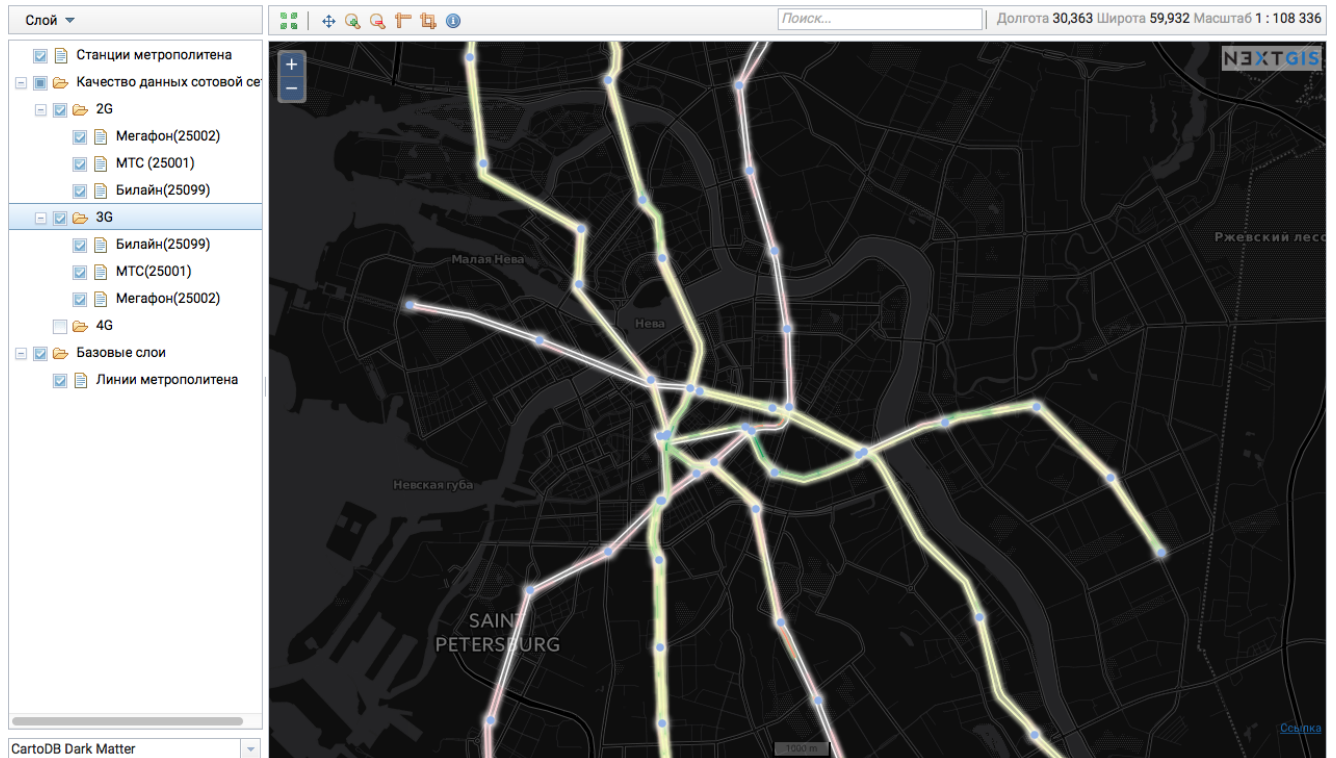 Слой
Поиск...
Долгота 30,363 Широта 59,932 Масштаб 1 : 108 336
Станции метрополитена
Качество данных сотовой се
2G
Мегафон(25002)
МТС (25001)
Билайн(25099)
3G
Билайн(25099)
МТС(25001)
Мегафон(25002)
4G
Базовые слои
Линии метрополитена
CartoDB Dark Matter
+
−
NEXTGIS
Ржевский лесо
Малая Нева
Нева
Невская губа
SAINT
PETERSBURG
1000 m
Ссылка